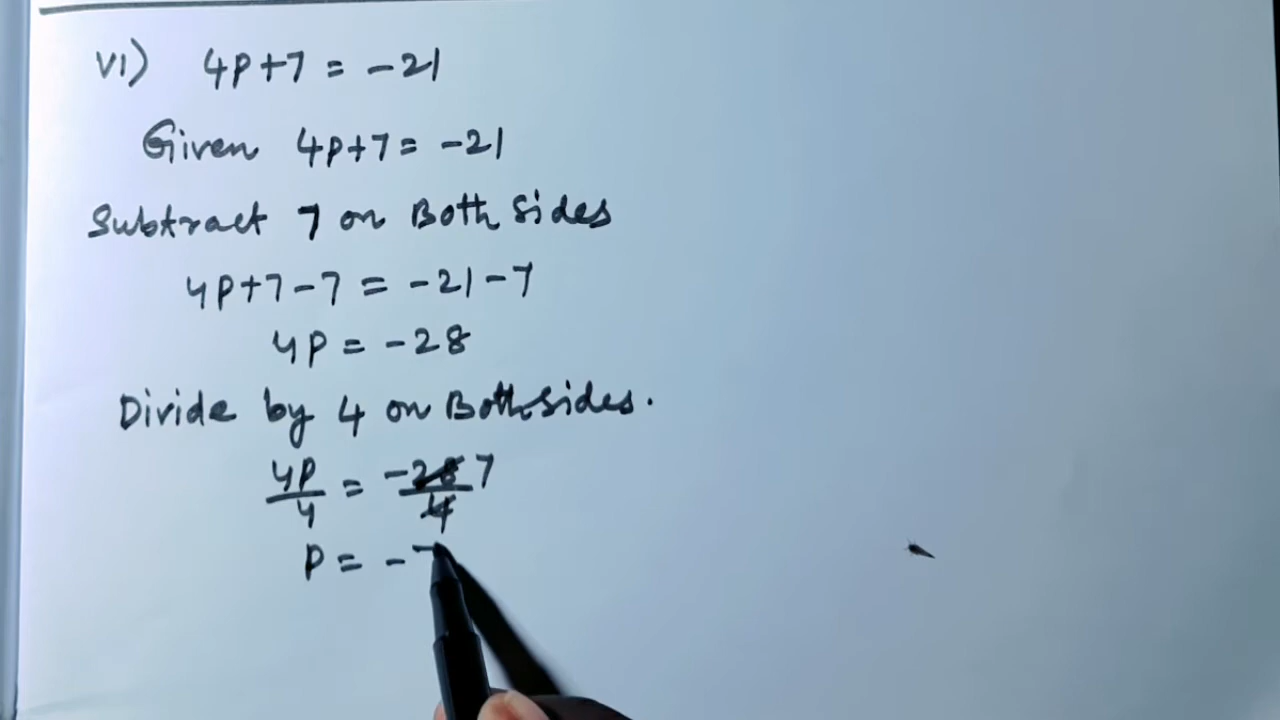 VI) 4P+7 = -21
Given 4P+7 = -21
Subtract 7 on Both Sides
4P+7-7 = -21-7
4P = -28
Divide by 4 on Both Sides.
4P/4 = -28/4 7
P = -7